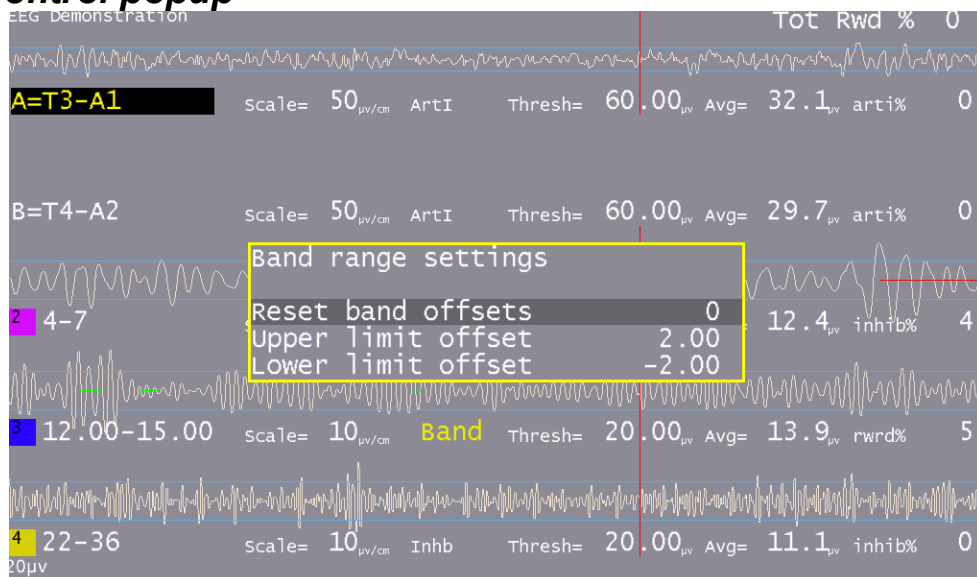 ontrol popup
EEG Demonstration Tot Rwd % 0
A=T3-A1 Scale= 50μv/cm ArtI Thresh= 60.00μv Avg= 32.1μv arti% 0
B=T4-A2 Scale= 50μv/cm ArtI Thresh= 60.00μv Avg= 29.7μv arti% 0
Band range settings
Reset band offsets 0
Upper limit offset 2.00
Lower limit offset -2.00
2 4-7 12.4μv inhib% 4
3 12.00-15.00 Scale= 10μv/cm Band Thresh= 20.00μv Avg= 13.9μv rwrd% 5
4 22-36 Scale= 10μv/cm Inhb Thresh= 20.00μv Avg= 11.1μv inhib% 0
20μv